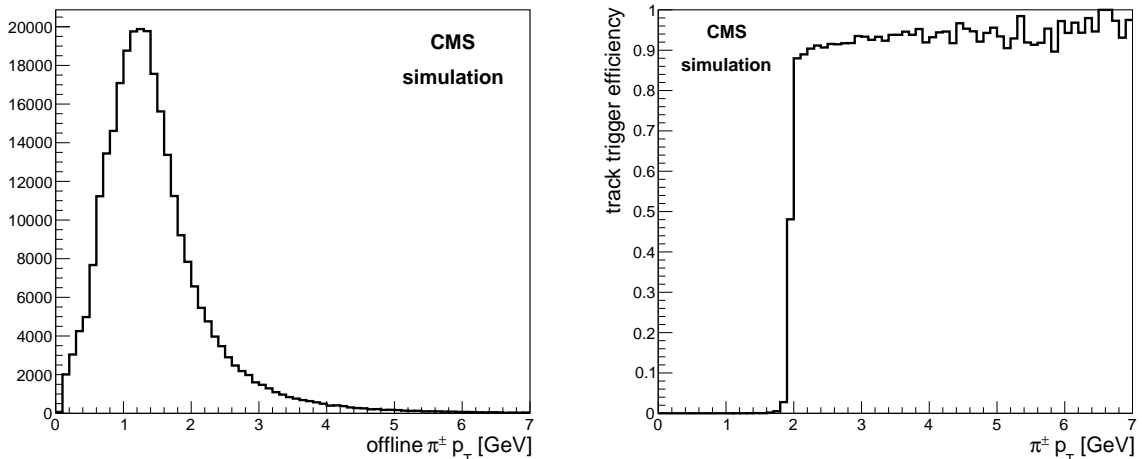 20000
18000
16000
14000
12000
10000
8000
6000
4000
2000
0
CMS
simulation
0 1 2 3 4 5 6 7
offline π± p_T [GeV]
track trigger efficiency
1
0.9
0.8
0.7
0.6
0.5
0.4
0.3
0.2
0.1
0
CMS
simulation
0 1 2 3 4 5 6 7
π± p_T [GeV]